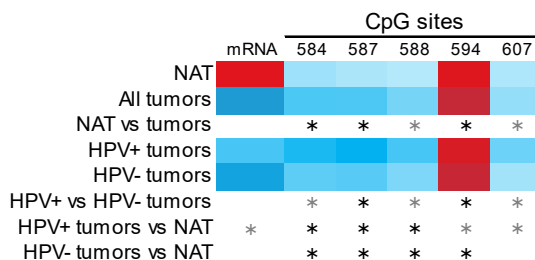 CpG sites
mRNA 584 587 588 594 607
NAT
All tumors
NAT vs tumors * * * * *
HPV+ tumors
HPV- tumors
HPV+ vs HPV- tumors * * * * *
HPV+ tumors vs NAT * * * * * *
HPV- tumors vs NAT * * * *